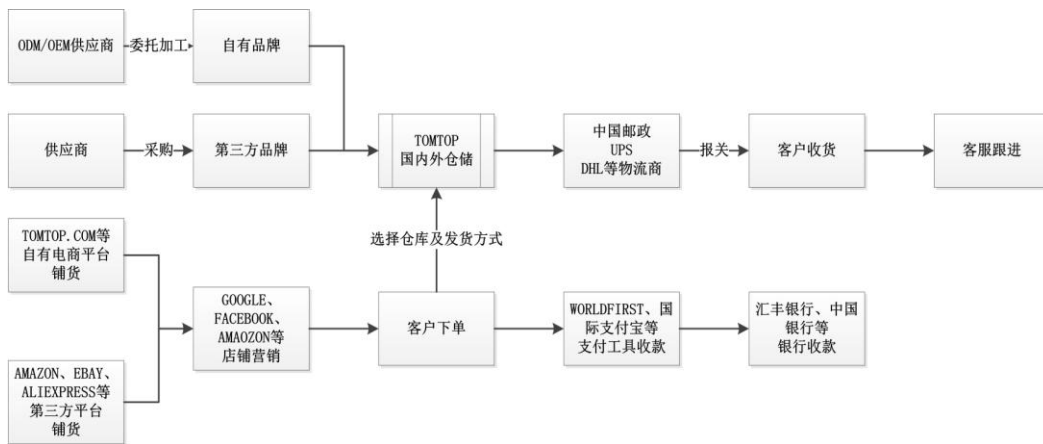 ODM/OEM供应商
委托加工
自有品牌
供应商
采购
第三方品牌
TOMTOP
国内外仓储
中国邮政
UPS
DHL等物流商
报关
客户收货
客服跟进
TOMTOP.COM等
自有电商平台
铺货
选择仓库及发货方式
GOOGLE、
FACEBOOK、
AMAOZON等
店铺营销
客户下单
WORLDFIRST、国
际支付宝等
支付工具收款
汇丰银行、中国
银行等
银行收款
AMAZON、EBAY、
ALIEXPRESS等
第三方平台
铺货